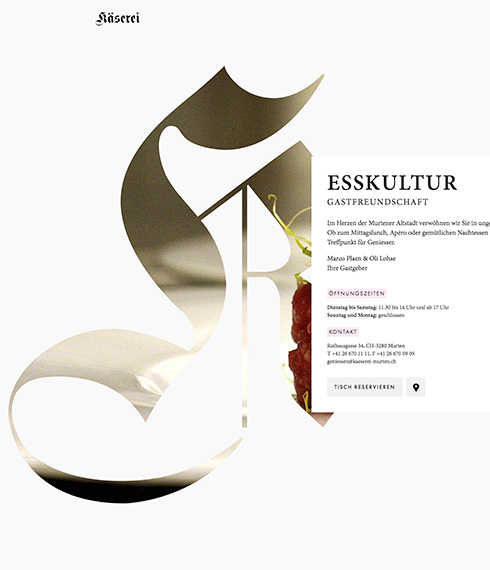 Käserei
ESSKULTUR
GASTFREUNDSCHAFT
Im Herzen der Murtener Altstadt verwöhnen wir Sie in
Ob zum Mittagslunch, Apéro oder gemütlichen Nachtessen
Treffpunkt für Geniesser.
Marco Plaen & Oli Lohse
Ihre Gastgeber
ÖFFNUNGSZEITEN
Dienstag bis Samstag: 11.30 bis 14 Uhr und ab 17 Uhr
Sonntag und Montag: geschlossen
KONTAKT
Rathausgasse 34, CH-3280 Murten
T +41 26 670 11 11, F +41 26 670 09 09
geniessen@kaeserei-murten.ch
TISCH RESERVIEREN